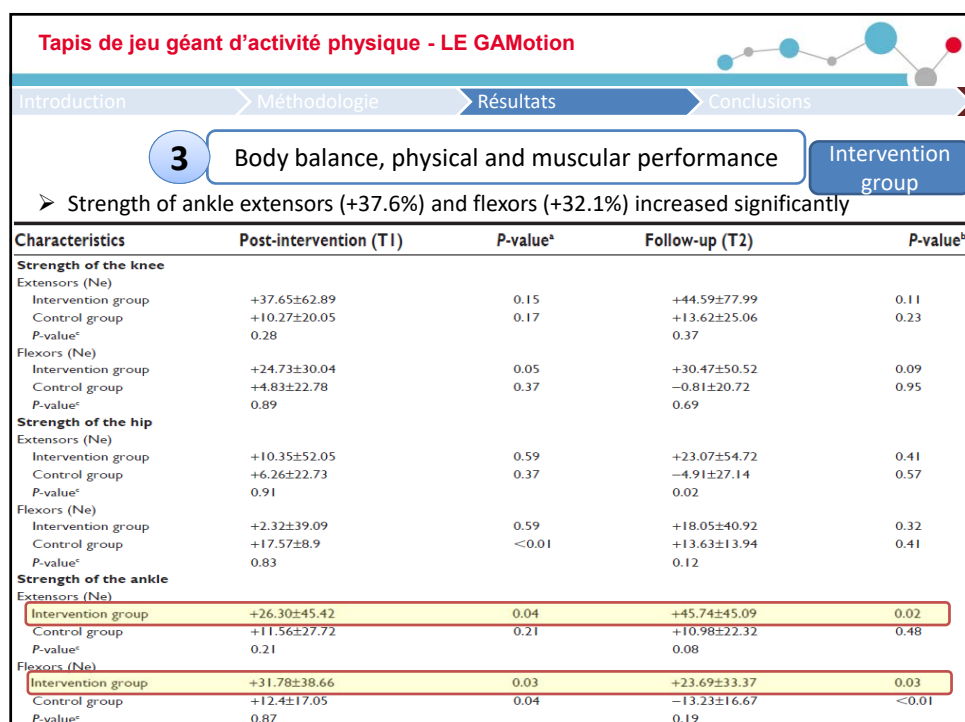 Tapis de jeu géant d'activité physique - LE GAMotion
Introduction Méthodologie Résultats Conclusions
3 Body balance, physical and muscular performance Intervention group
➢ Strength of ankle extensors (+37.6%) and flexors (+32.1%) increased significantly
Characteristics Post-intervention (T1) P-valueᵃ Follow-up (T2) P-valueᵇ
Strength of the knee
Extensors (Ne)
Intervention group +37.65±62.89 0.15 +44.59±77.99 0.11
Control group +10.27±20.05 0.17 +13.62±25.06 0.23
P-valueᶜ 0.28 0.37
Flexors (Ne)
Intervention group +24.73±30.04 0.05 +30.47±50.52 0.09
Control group +4.83±22.78 0.37 −0.81±20.72 0.95
P-valueᶜ 0.89 0.69
Strength of the hip
Extensors (Ne)
Intervention group +10.35±52.05 0.59 +23.07±54.72 0.41
Control group +6.26±22.73 0.37 −4.91±27.14 0.57
P-valueᶜ 0.91 0.02
Flexors (Ne)
Intervention group +2.32±39.09 0.59 +18.05±40.92 0.32
Control group +17.57±8.9 <0.01 +13.63±13.94 0.41
P-valueᶜ 0.83 0.12
Strength of the ankle
Extensors (Ne)
Intervention group +26.30±45.42 0.04 +45.74±45.09 0.02
Control group +11.56±27.72 0.21 +10.98±22.32 0.48
P-valueᶜ 0.21 0.08
Flexors (Ne)
Intervention group +31.78±38.66 0.03 +23.69±33.37 0.03
Control group +12.4±17.05 0.04 −13.23±16.67 <0.01
P-valueᶜ 0.87 0.19